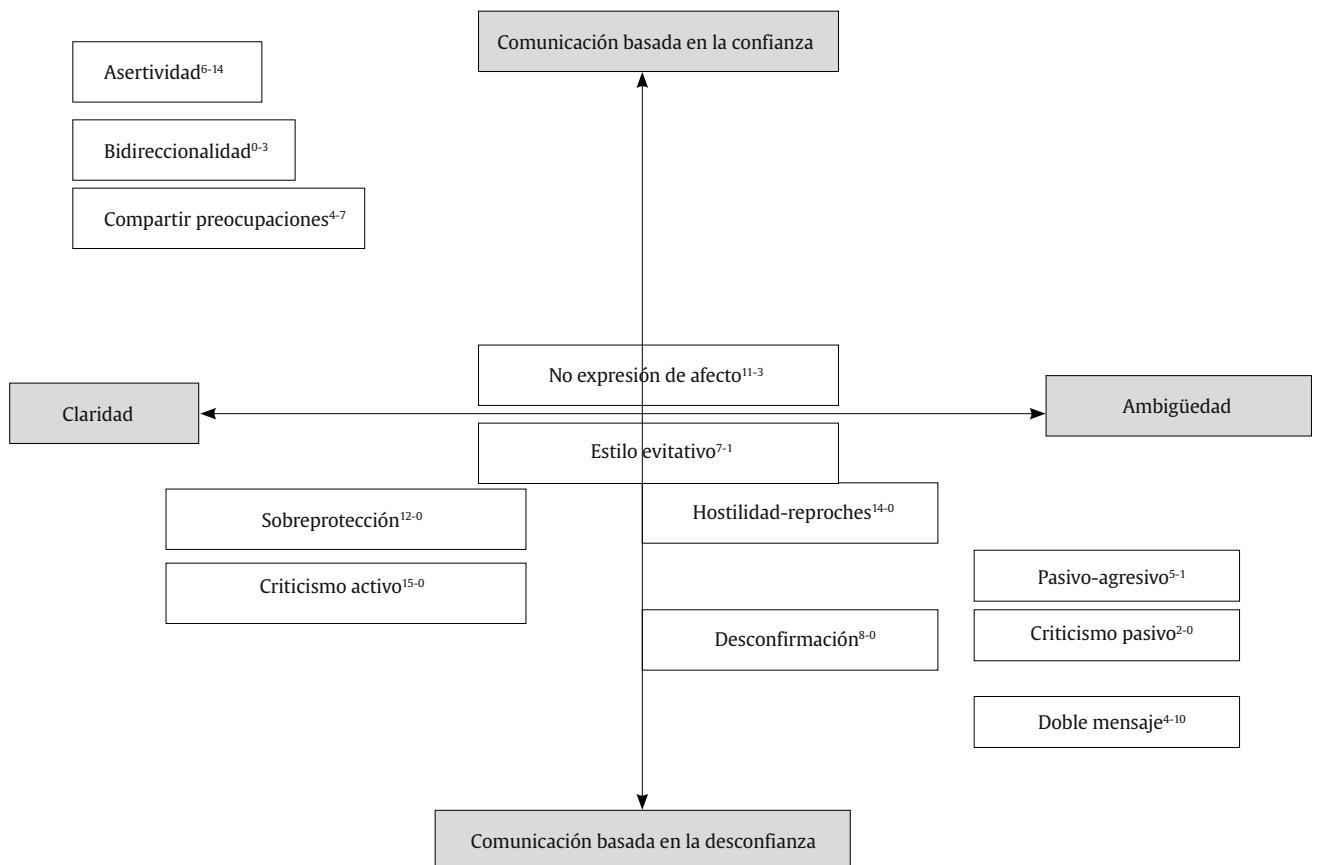 Comunicación basada en la confianza
Asertividad6-14
Bidireccionalidad0-3
Compartir preocupaciones4-7
No expresión de afecto11-3
Claridad
Ambigüedad
Estilo evitativo7-1
Sobreprotección12-0
Hostilidad-reproches14-0
Criticismo activo15-0
Pasivo-agresivo5-1
Desconfirmación8-0
Criticismo pasivo2-0
Doble mensaje4-10
Comunicación basada en la desconfianza